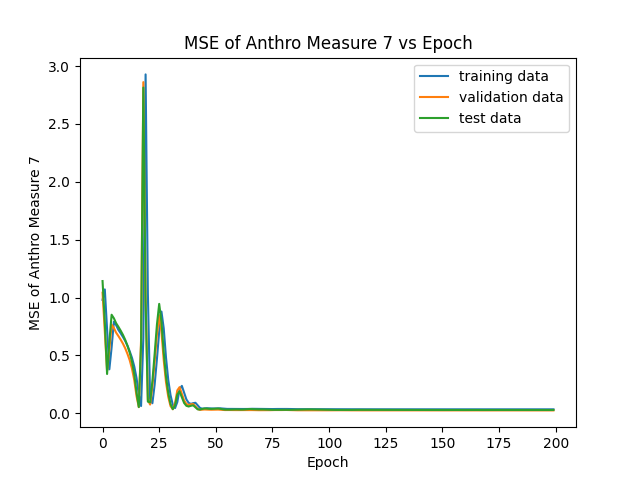 MSE of Anthro Measure 7 vs Epoch
training data
validation data
test data
MSE of Anthro Measure 7
3.0
2.5
2.0
1.5
1.0
0.5
0.0
0
25
50
75
100
125
150
175
200
Epoch